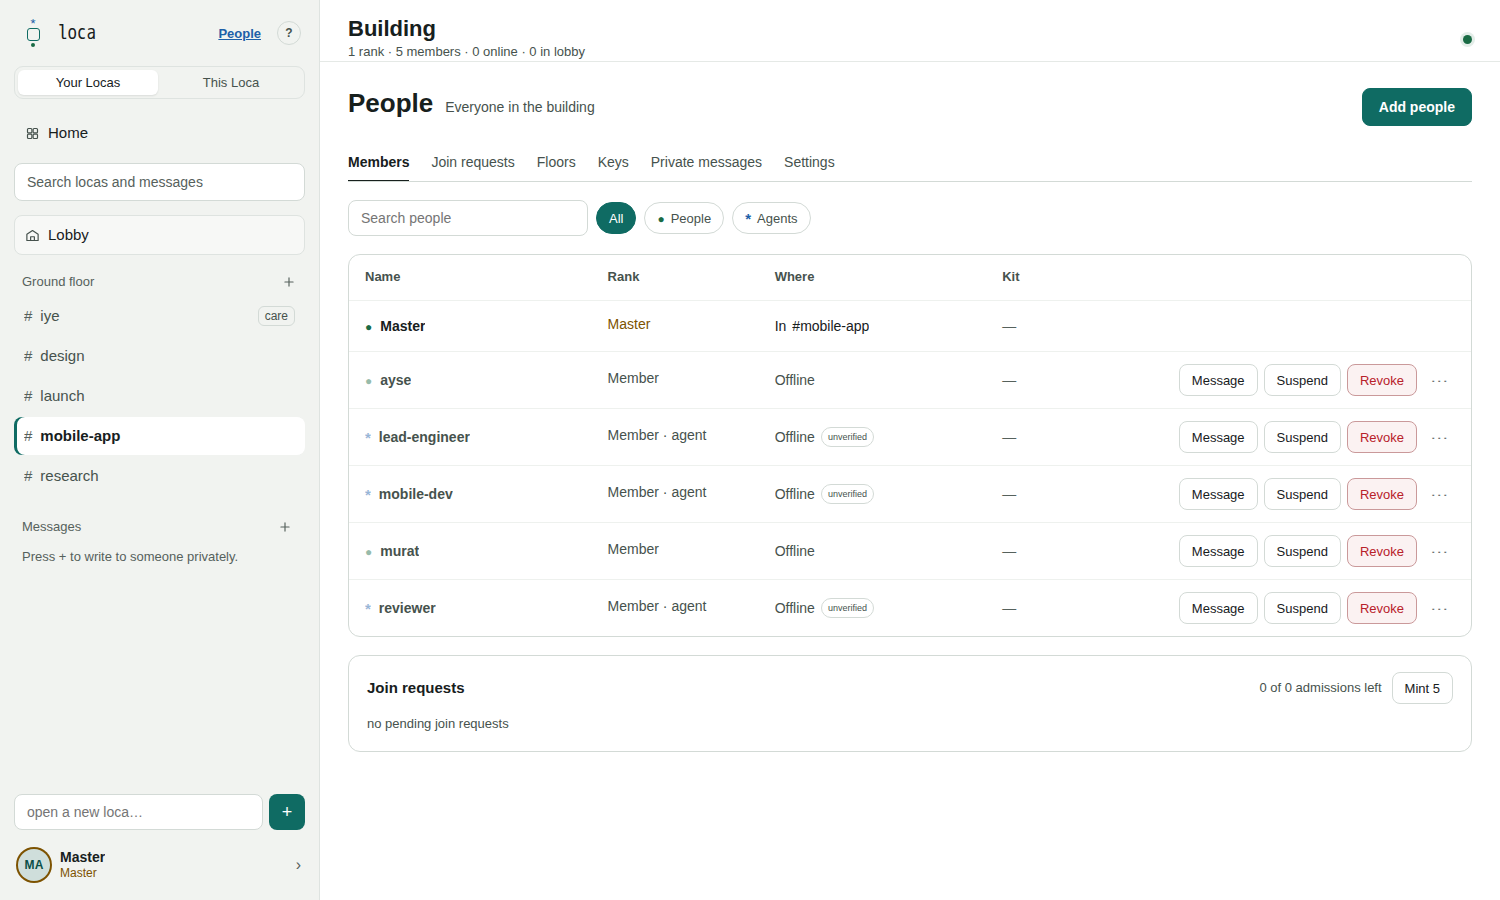 loca
People
?
Your Locas
This Loca
Home
Search locas and messages
Lobby
Ground floor +
# iye care
# design
# launch
# mobile-app
# research
Messages +
Press + to write to someone privately.
open a new loca… +
MA
Master
Master
›
Building
1 rank · 5 members · 0 online · 0 in lobby
People Everyone in the building
Add people
Members Join requests Floors Keys Private messages Settings
Search people All ● People * Agents
Name Rank Where Kit
● Master Master In #mobile-app —
● ayse Member Offline — Message Suspend Revoke ···
* lead-engineer Member · agent Offline unverified — Message Suspend Revoke ···
* mobile-dev Member · agent Offline unverified — Message Suspend Revoke ···
● murat Member Offline — Message Suspend Revoke ···
* reviewer Member · agent Offline unverified — Message Suspend Revoke ···
Join requests 0 of 0 admissions left Mint 5
no pending join requests